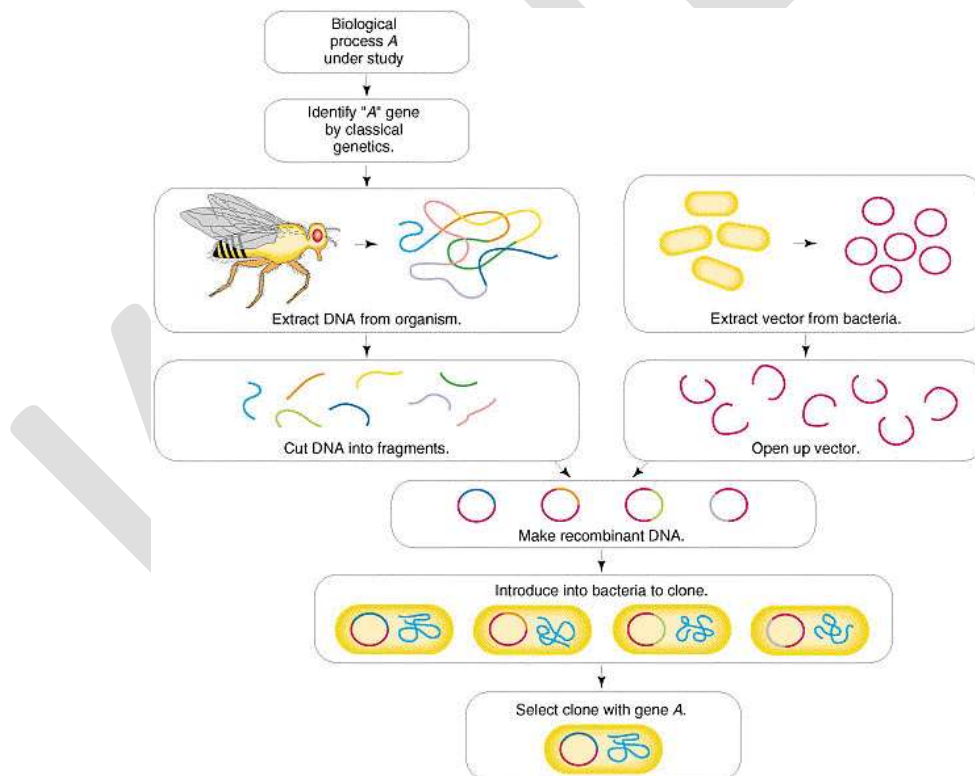 Biological
process A
under study
Identify "A" gene
by classical
genetics.
Extract DNA from organism.
Extract vector from bacteria.
Cut DNA into fragments.
Open up vector.
Make recombinant DNA.
Introduce into bacteria to clone.
Select clone with gene A.